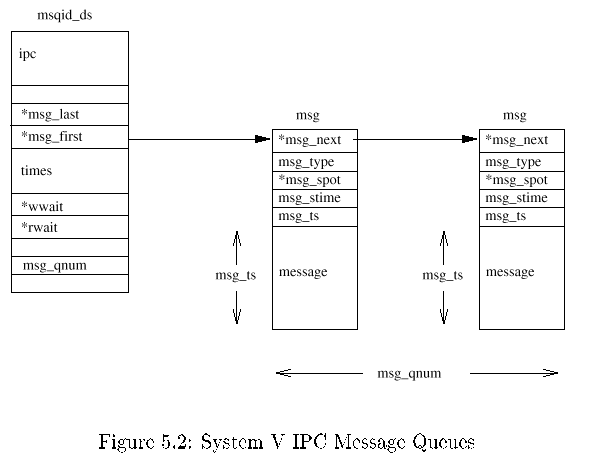 msqid_ds
ipc
*msg_last
*msg_first
times
*wwait
*rwait
msg_qnum
msg
*msg_next
msg_type
*msg_spot
msg_stime
msg_ts
message
msg_ts
msg
*msg_next
msg_type
*msg_spot
msg_stime
msg_ts
message
msg_ts
msg_qnum
Figure 5.2: System V IPC Message Queues